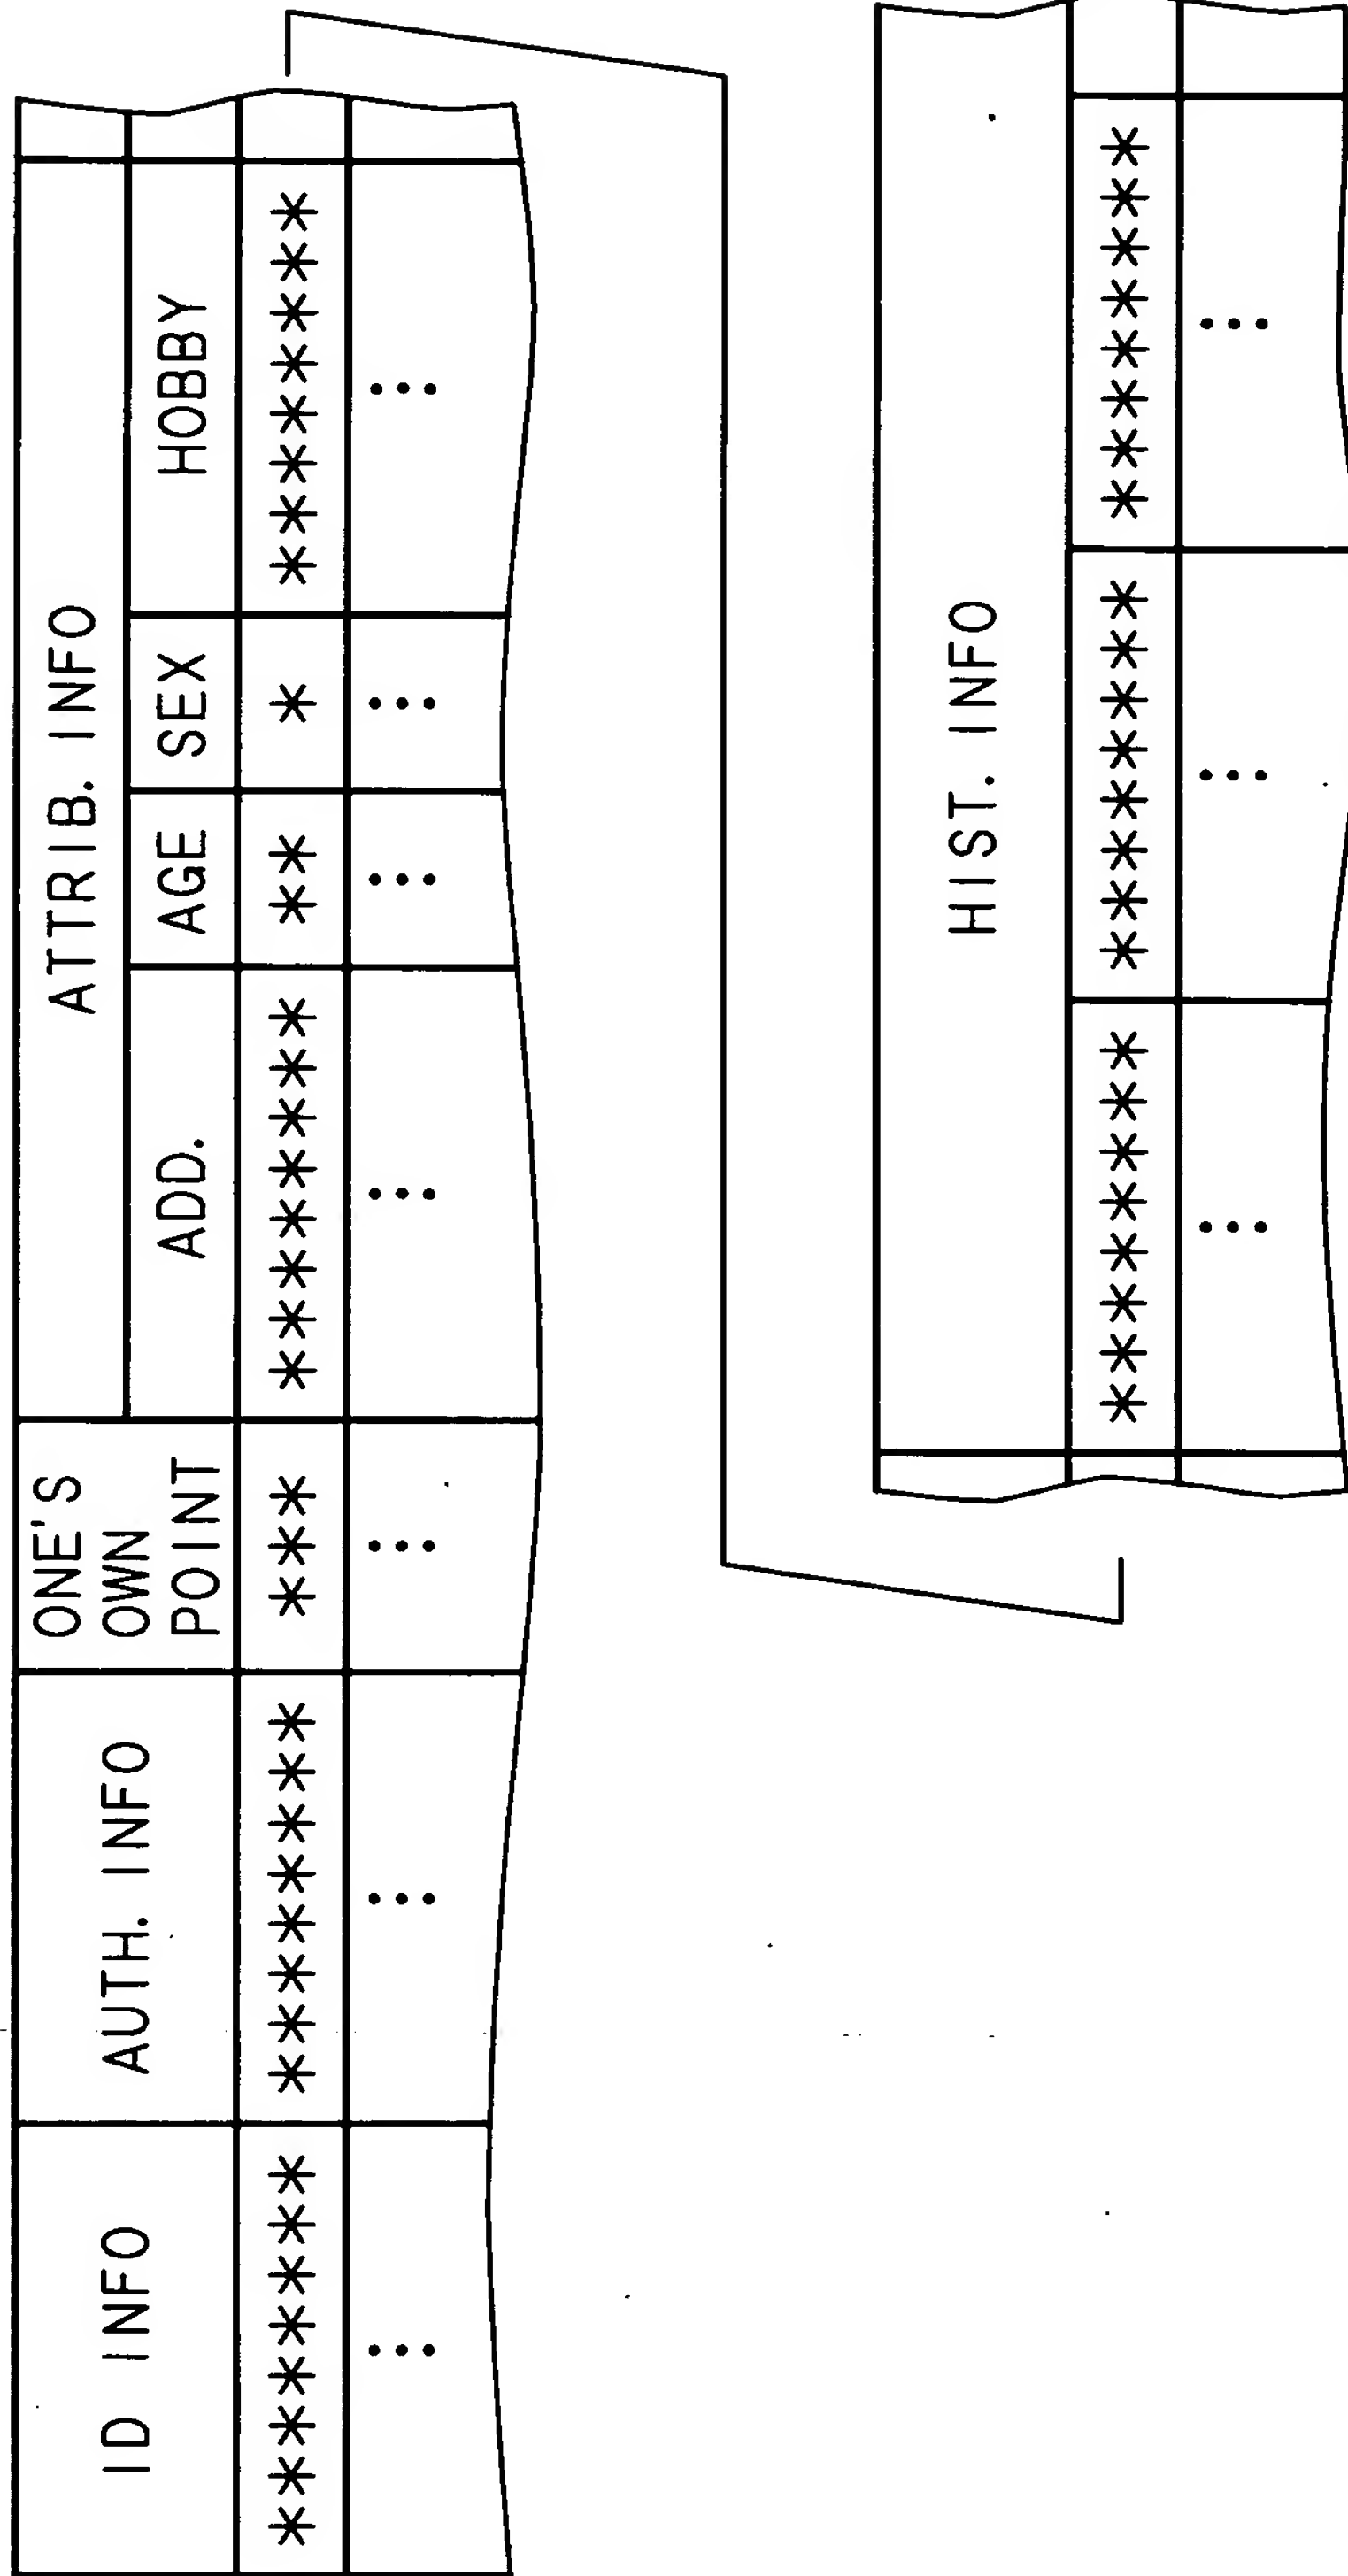 ID INFO
AUTH. INFO
ONE'S
OWN
POINT
ATTRIB. INFO
ADD.
AGE
SEX
HOBBY
********
********
***
********
**
*
********
...
...
...
...
...
...
...
HIST. INFO
********
********
********
...
...
...